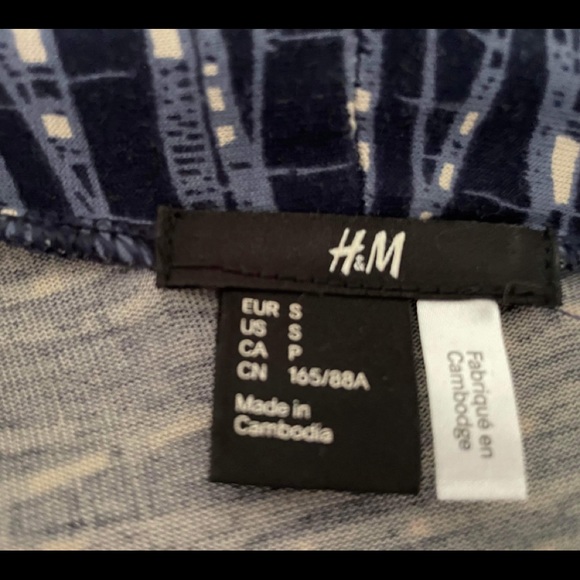 H&M
EUR S
US S
CA P
CN 165/88A
Made in
Cambodia
Fabriqué en
Cambodge